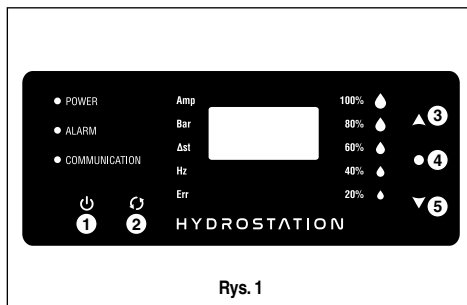 POWER
ALARM
COMMUNICATION
1
2
Amp
Bar
Δst
Hz
Err
100%
80%
60%
40%
20%
3
4
5
HYDROSTATION
Rys. 1